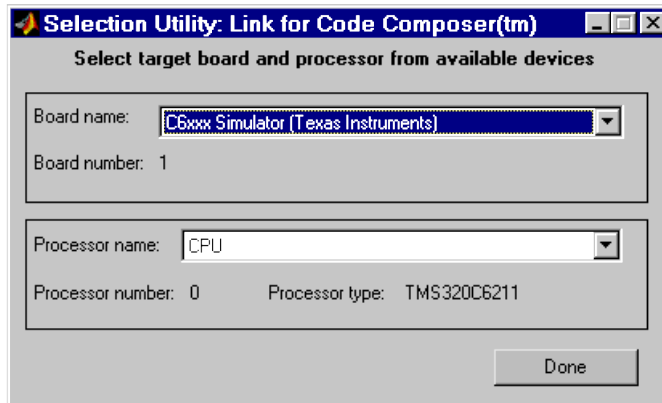 Selection Utility: Link for Code Composer(tm)
Select target board and processor from available devices
Board name: C6xxx Simulator (Texas Instruments)
Board number: 1
Processor name: CPU
Processor number: 0 Processor type: TMS320C6211
Done